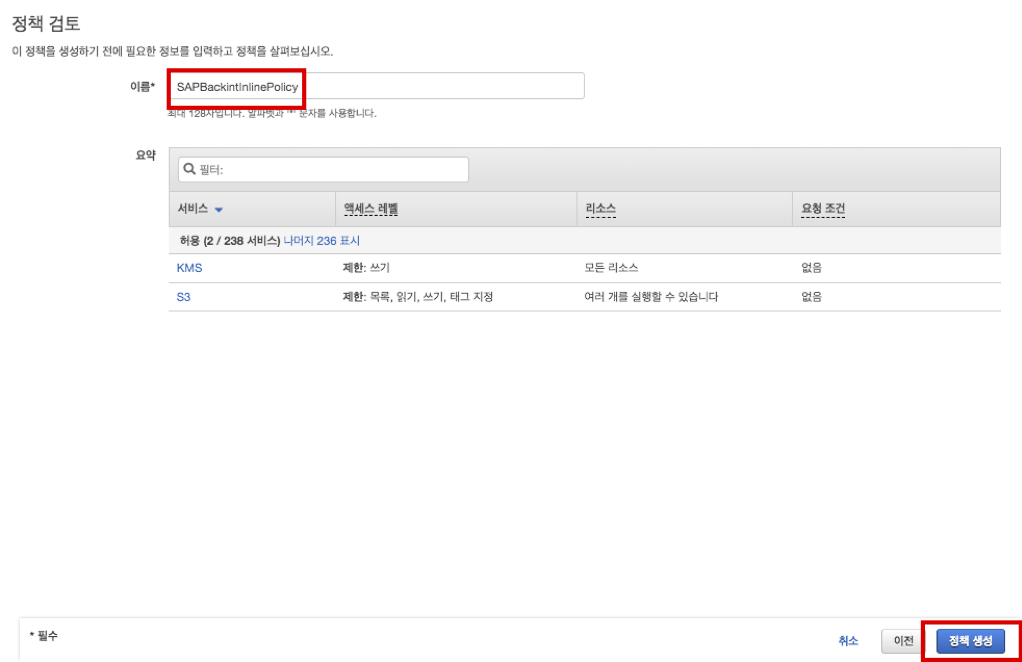 정책 검토
이 정책을 생성하기 전에 필요한 정보를 입력하고 정책을 살펴보십시오.
이름* SAPBackintInlinePolicy
최대 128자입니다. 알파벳과 문자를 사용합니다.
요약
필터:
서비스 액세스 레벨 리소스 요청 조건
허용 (2 / 238 서비스) 나머지 236 표시
KMS 제한: 쓰기 모든 리소스 없음
S3 제한: 목록, 읽기, 쓰기, 태그 지정 여러 개를 실행할 수 있습니다 없음
* 필수 취소 이전 정책 생성